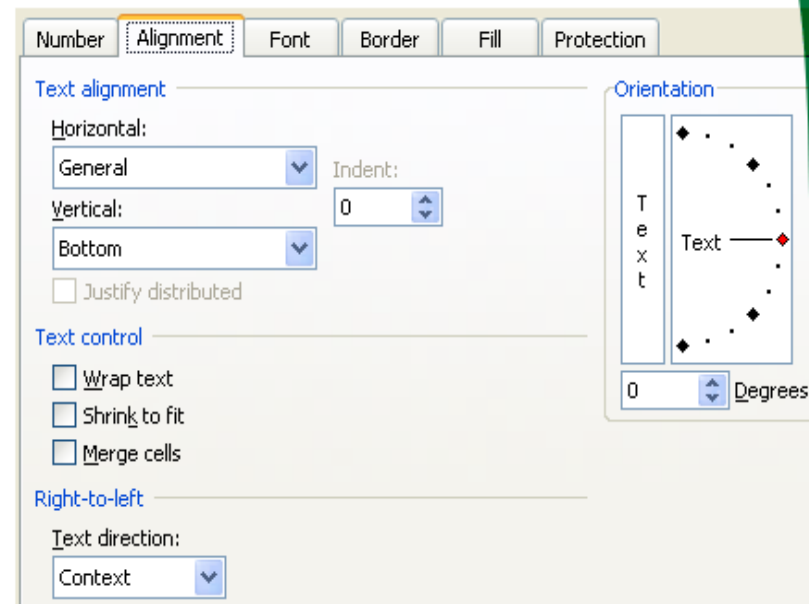 Number Alignment Font Border Fill Protection
Text alignment
Horizontal:
General
Indent:
0
Vertical:
Bottom
Justify distributed
Text control
Wrap text
Shrink to fit
Merge cells
Right-to-left
Text direction:
Context
Orientation
Text
Text
0 Degrees